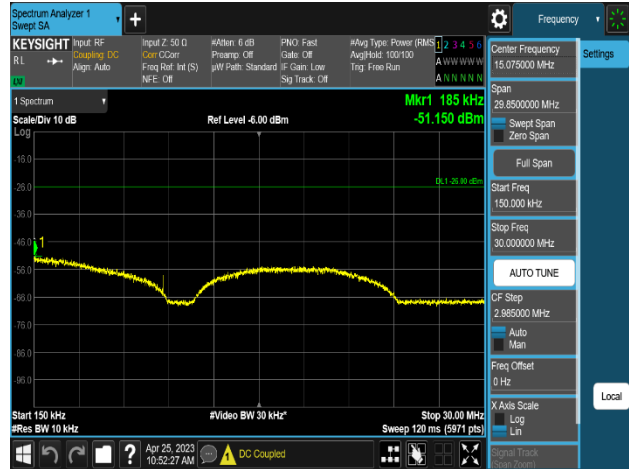 Spectrum Analyzer 1
Swept SA
Frequency
KEYSIGHT
Input: RF
Input Z: 50 Ω
#Atten: 6 dB
PNO: Fast
#Avg Type: Power (RMS)
1 2 3 4 5 6
RL
Coupling: DC
Corr CCorr
Preamp: Off
Gate: Off
Avg|Hold: 100/100
A W W W W W
Align: Auto
Freq Ref: Int (S)
µW Path: Standard
IF Gain: Low
Trig: Free Run
NFE: Off
Sig Track: Off
A N N N N N
LM
Center Frequency
15.075000 MHz
Settings
1 Spectrum
Mkr1 185 kHz
Scale/Div 10 dB
Ref Level -6.00 dBm
-51.150 dBm
Log
Span
29.8500000 MHz
Swept Span
Zero Span
Full Span
DL1 -26.00 dBm
-16.0
-26.0
-36.0
-46.0
-56.0
-66.0
-76.0
-86.0
-96.0
1
Start Freq
150.000 kHz
Stop Freq
30.000000 MHz
AUTO TUNE
CF Step
2.985000 MHz
Auto
Man
Freq Offset
0 Hz
X Axis Scale
Log
Lin
Local
Signal Track
(Span Zoom)
Start 150 kHz
#Video BW 30 kHz*
Stop 30.00 MHz
#Res BW 10 kHz
Sweep 120 ms (5971 pts)
?
Apr 25, 2023
10:52:27 AM
DC Coupled